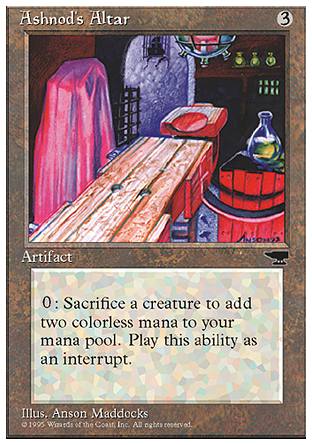 Ashnod's Altar 3
Artifact
0: Sacrifice a creature to add
two colorless mana to your
mana pool. Play this ability as
an interrupt.
Illus. Anson Maddocks
© 1995 Wizards of the Coast, Inc. All rights reserved.